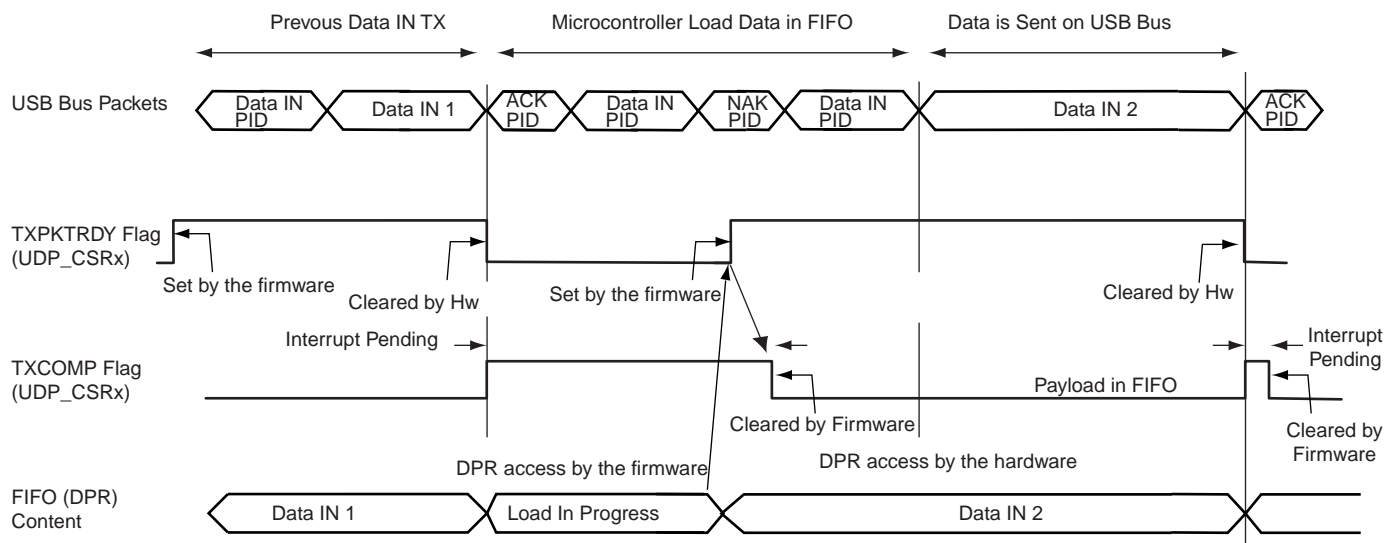 Prevous Data IN TX
Microcontroller Load Data in FIFO
Data is Sent on USB Bus
USB Bus Packets
Data IN
PID
Data IN 1
ACK
PID
Data IN
PID
NAK
PID
Data IN
PID
Data IN 2
ACK
PID
TXPKTRDY Flag
(UDP_CSRx)
Set by the firmware
Cleared by Hw
Set by the firmware
Cleared by Hw
Interrupt Pending
Interrupt
Pending
TXCOMP Flag
(UDP_CSRx)
Payload in FIFO
Cleared by Firmware
Cleared by
Firmware
DPR access by the firmware
DPR access by the hardware
FIFO (DPR)
Content
Data IN 1
Load In Progress
Data IN 2